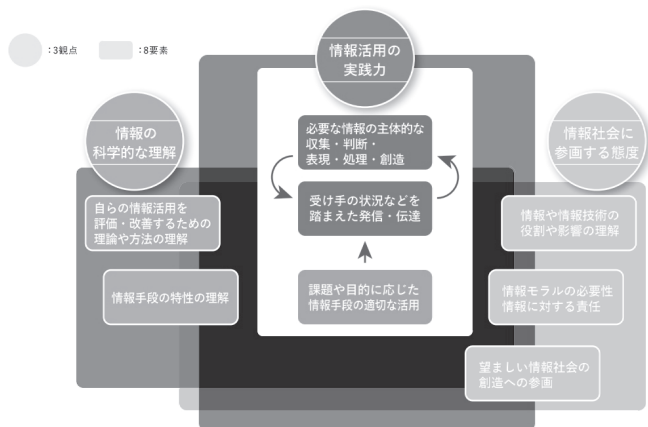 :3観点
:8要素
情報活用の
実践力
情報の
科学的な理解
情報社会に
参画する態度
必要な情報の主体的な
収集・判断・
表現・処理・創造
受け手の状況などを
踏まえた発信・伝達
課題や目的に応じた
情報手段の適切な活用
自らの情報活用を
評価・改善するための
理論や方法の理解
情報手段の特性の理解
情報や情報技術の
役割や影響の理解
情報モラルの必要性
情報に対する責任
望ましい情報社会の
創造への参画